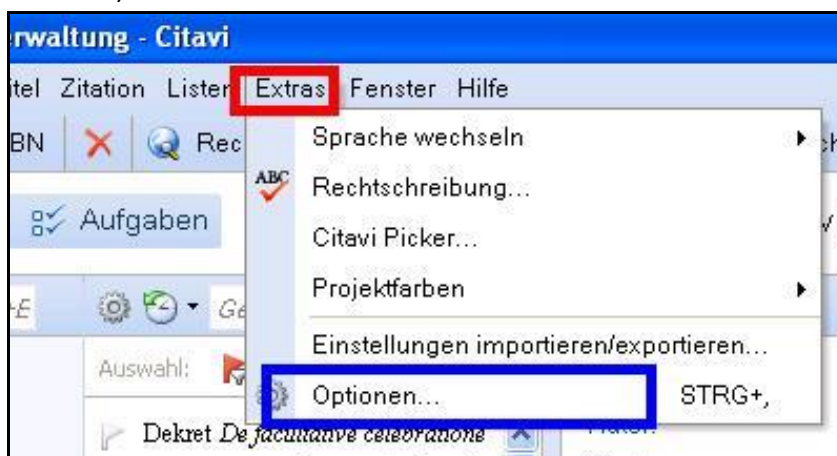 rwaltung - Citavi
itel Zitation Listen Extras Fenster Hilfe
BN Rec
Sprache wechseln
ABC Rechtschreibung...
Aufgaben
Citavi Picker...
Projektfarben
Auswahl:
Einstellungen importieren/exportieren...
Optionen... STRG+,
Dekret De facultative celebratione